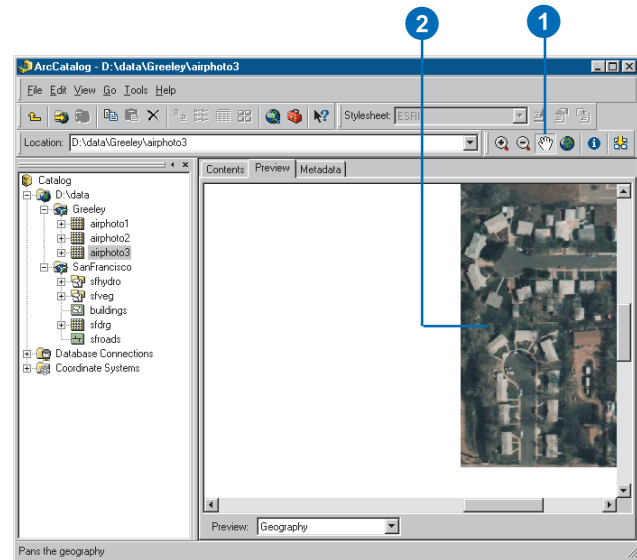 2 1
ArcCatalog - D:\data\Greeley\airphoto3
File Edit View Go Tools Help
Stylesheet: ESRI
Location: D:\data\Greeley\airphoto3
Catalog
D:\data
Greeley
airphoto1
airphoto2
airphoto3
SanFrancisco
sfhydro
sfveg
buildings
sfdrg
sfroads
Database Connections
Coordinate Systems
Contents Preview Metadata
Preview: Geography
Pans the geography